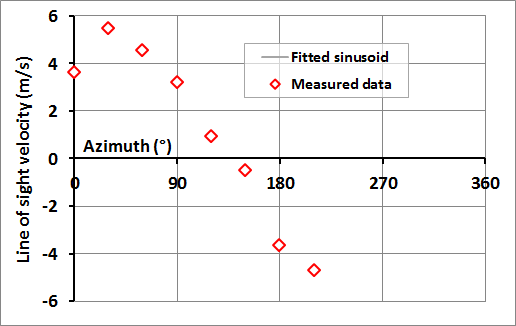 6
4
2
0
-2
-4
-6
Line of sight velocity (m/s)
Fitted sinusoid
Measured data
Azimuth (°)
0 90 180 270 360